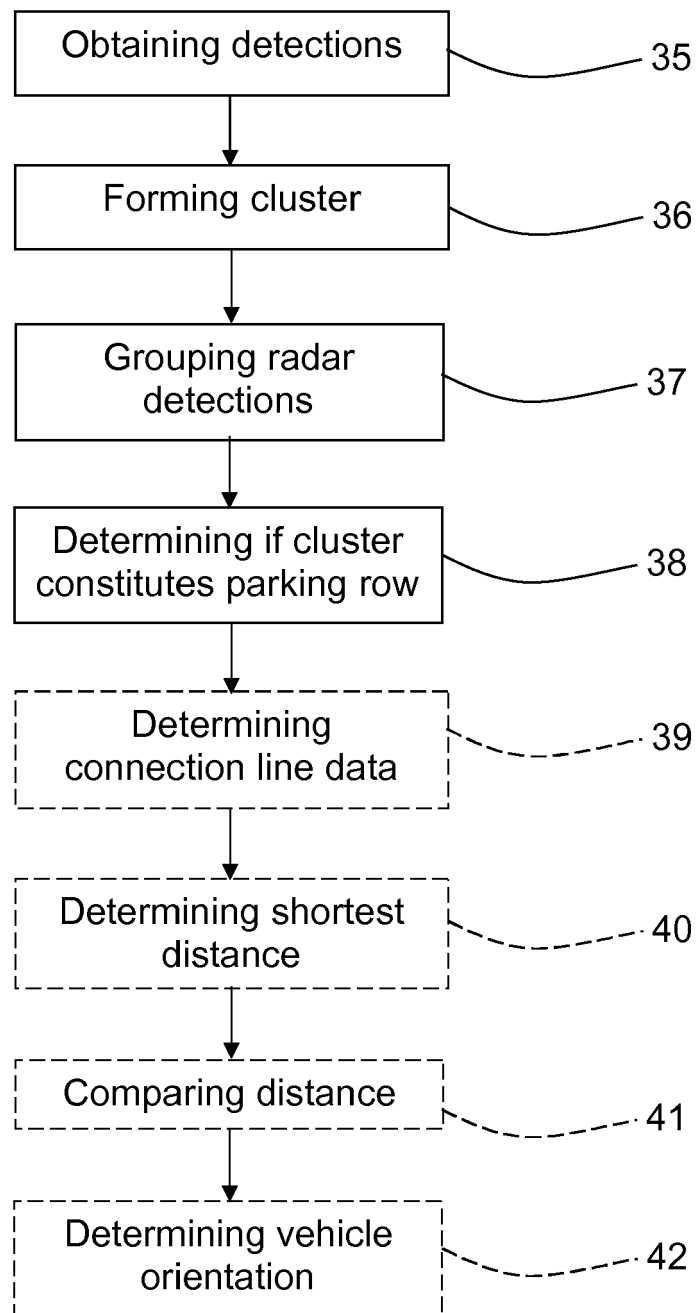 Obtaining detections
35
Forming cluster
36
Grouping radar
detections
37
Determining if cluster
constitutes parking row
38
Determining
connection line data
39
Determining shortest
distance
40
Comparing distance
41
Determining vehicle
orientation
42